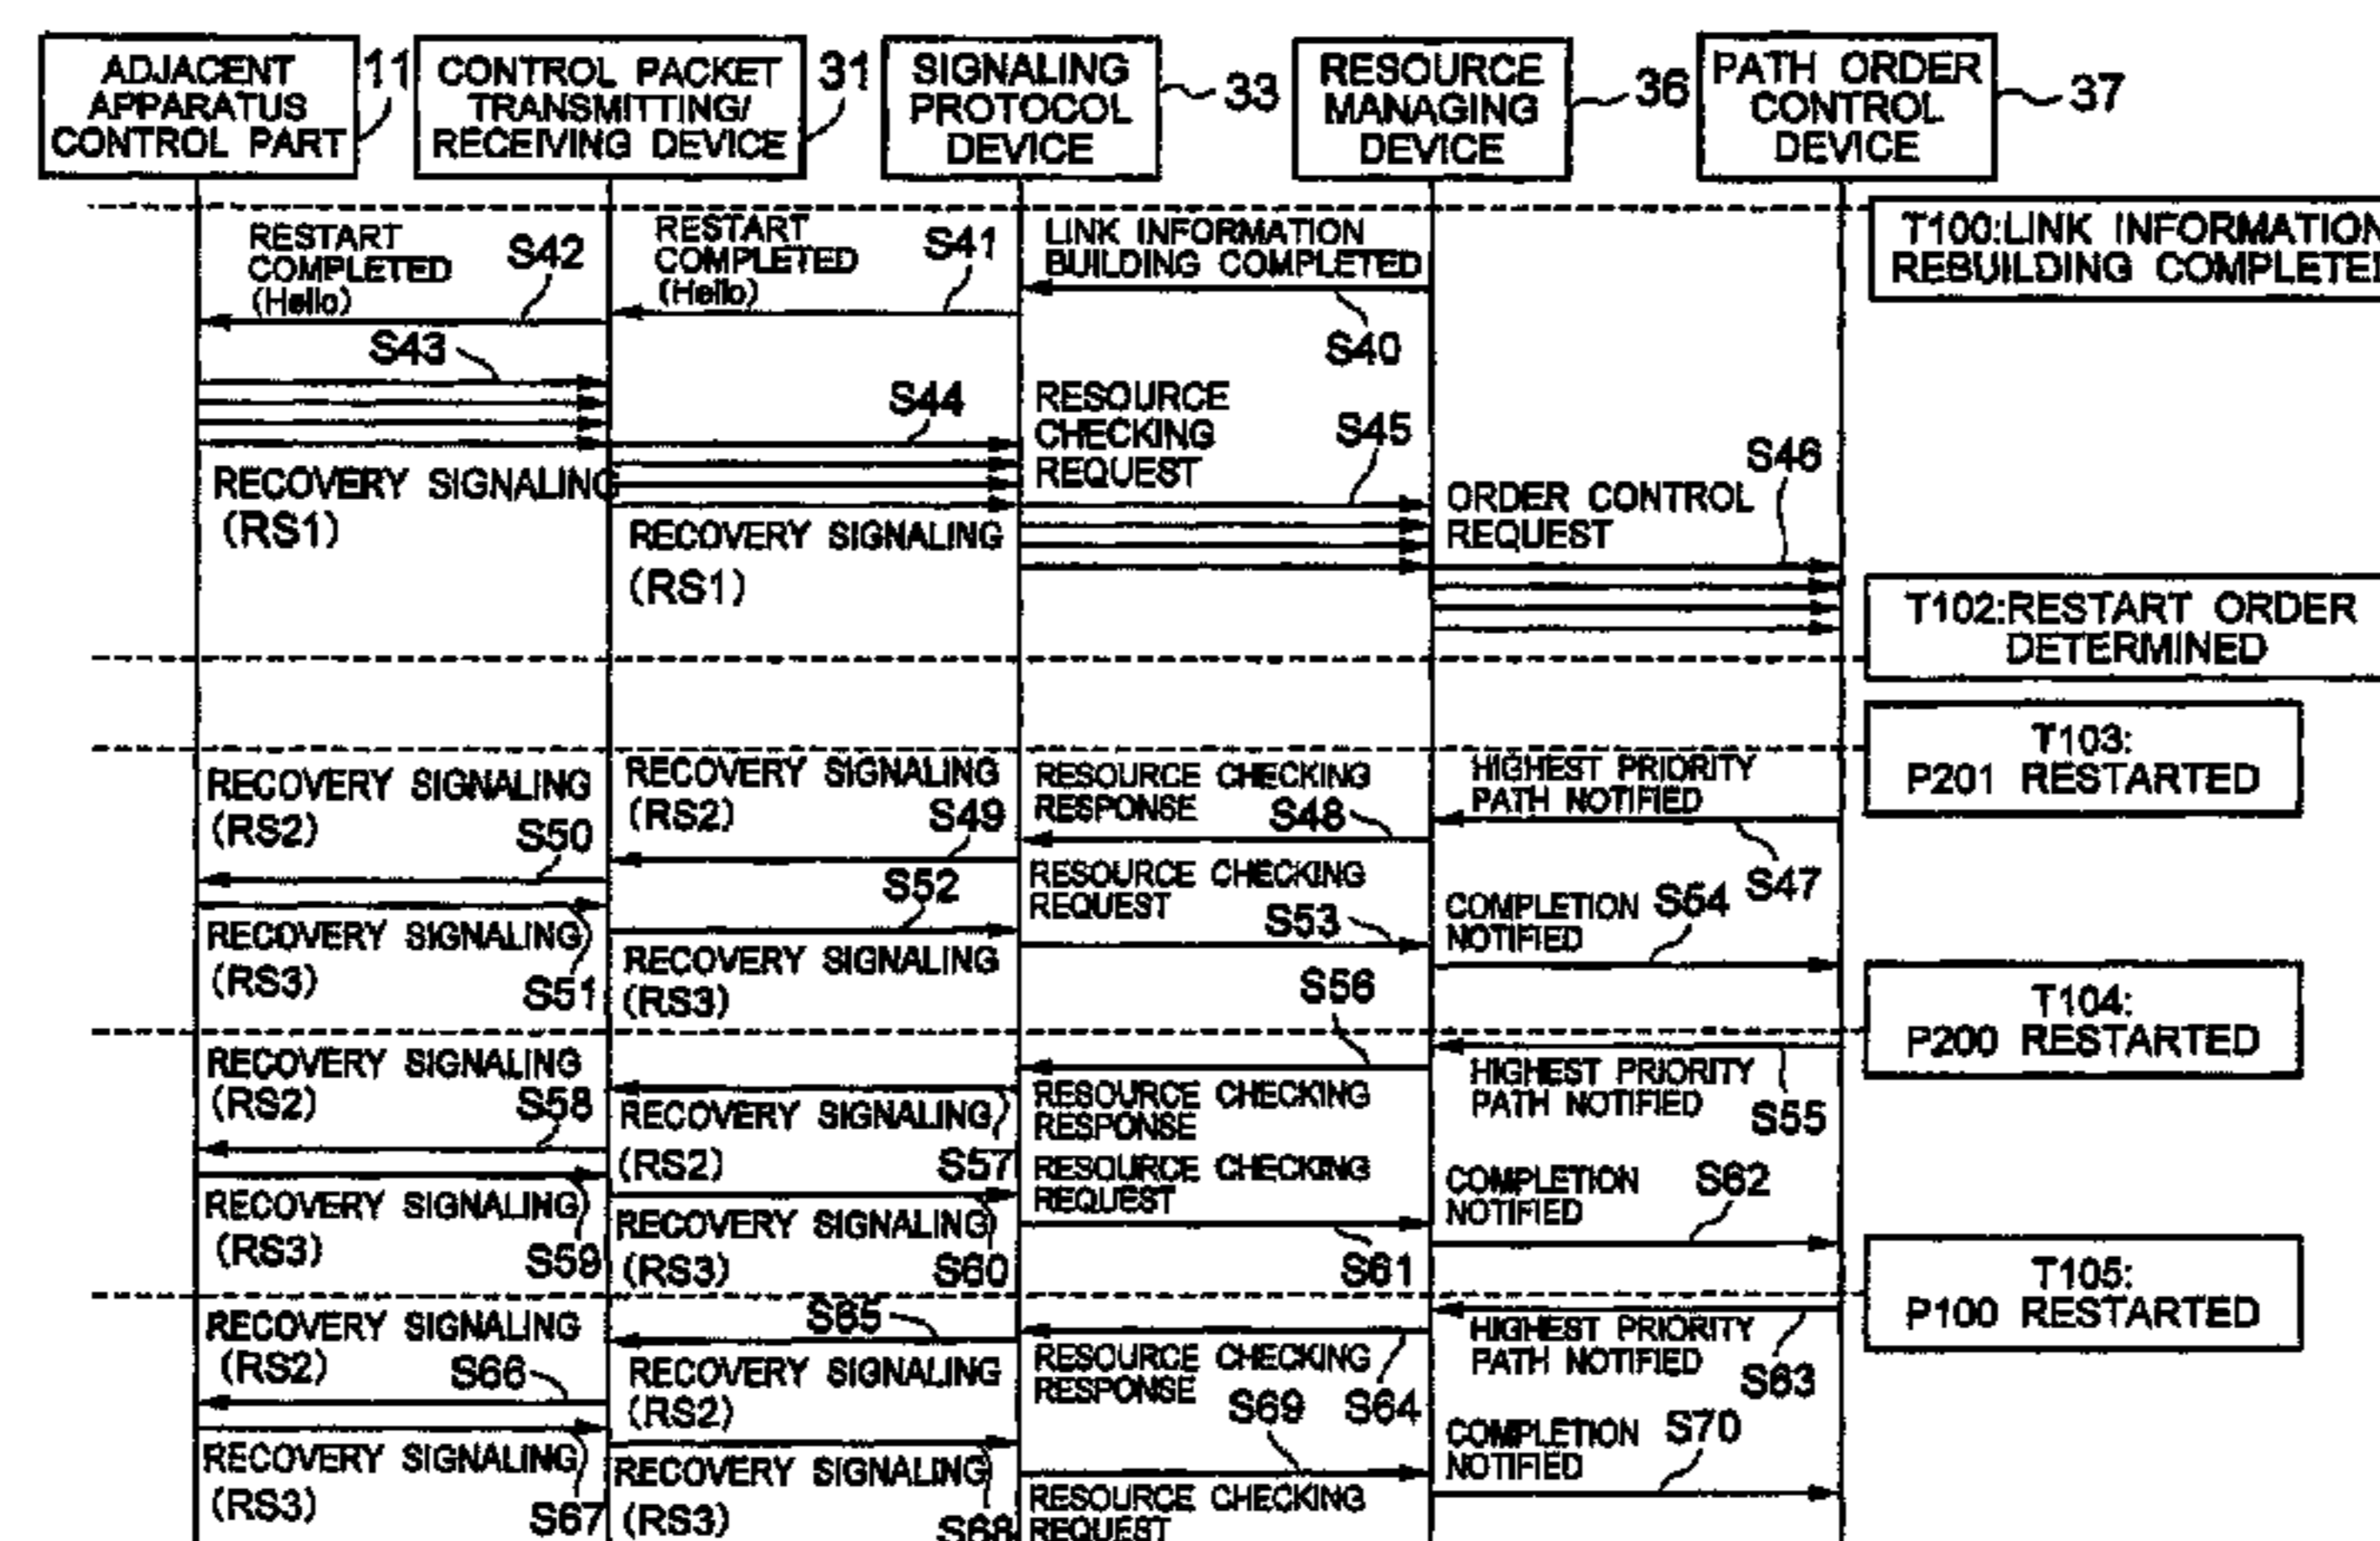 ADJACENT
APPARATUS
CONTROL PART
11
CONTROL PACKET
TRANSMITTING/
RECEIVING DEVICE
31
SIGNALING
PROTOCOL
DEVICE
33
RESOURCE
MANAGING
DEVICE
36
PATH ORDER
CONTROL
DEVICE
37
T100:LINK INFORMATION
REBUILDING COMPLETED
RESTART
COMPLETED
(Hello)
S42
RESTART
COMPLETED
(Hello)
S41
LINK INFORMATION
BUILDING COMPLETED
S40
S43
S44
RESOURCE
CHECKING
REQUEST
S45
S46
RECOVERY SIGNALING
(RS1)
RECOVERY SIGNALING
(RS1)
ORDER CONTROL
REQUEST
T102:RESTART ORDER
DETERMINED
T103:
P201 RESTARTED
RECOVERY SIGNALING
(RS2)
S50
RECOVERY SIGNALING
(RS2)
S49
RESOURCE CHECKING
RESPONSE
S48
HIGHEST PRIORITY
PATH NOTIFIED
S47
S52
RESOURCE CHECKING
REQUEST
S53
COMPLETION
NOTIFIED
S54
RECOVERY SIGNALING
(RS3)
S51
RECOVERY SIGNALING
(RS3)
S56
T104:
P200 RESTARTED
RECOVERY SIGNALING
(RS2)
S58
RECOVERY SIGNALING
(RS2)
S57
RESOURCE CHECKING
RESPONSE
HIGHEST PRIORITY
PATH NOTIFIED
S55
RESOURCE CHECKING
REQUEST
COMPLETION
NOTIFIED
S62
RECOVERY SIGNALING
(RS3)
S59
RECOVERY SIGNALING
(RS3)
S60
S61
T105:
P100 RESTARTED
RECOVERY SIGNALING
(RS2)
S66
S65
RECOVERY SIGNALING
(RS2)
RESOURCE CHECKING
RESPONSE
S64
HIGHEST PRIORITY
PATH NOTIFIED
S63
S69
COMPLETION
NOTIFIED
S70
RECOVERY SIGNALING
(RS3)
S67
RECOVERY SIGNALING
(RS3)
S68
RESOURCE CHECKING
REQUEST